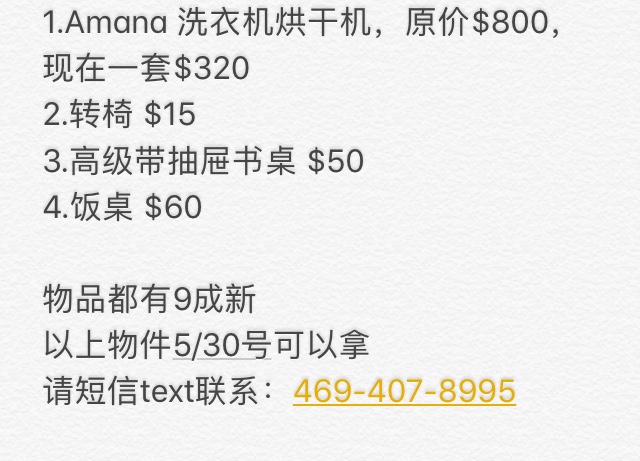 1.Amana 洗衣机烘干机，原价$800，
现在一套$320
2.转椅 $15
3.高级带抽屉书桌 $50
4.饭桌 $60
物品都有9成新
以上物件5/30号可以拿
请短信text联系：469-407-8995